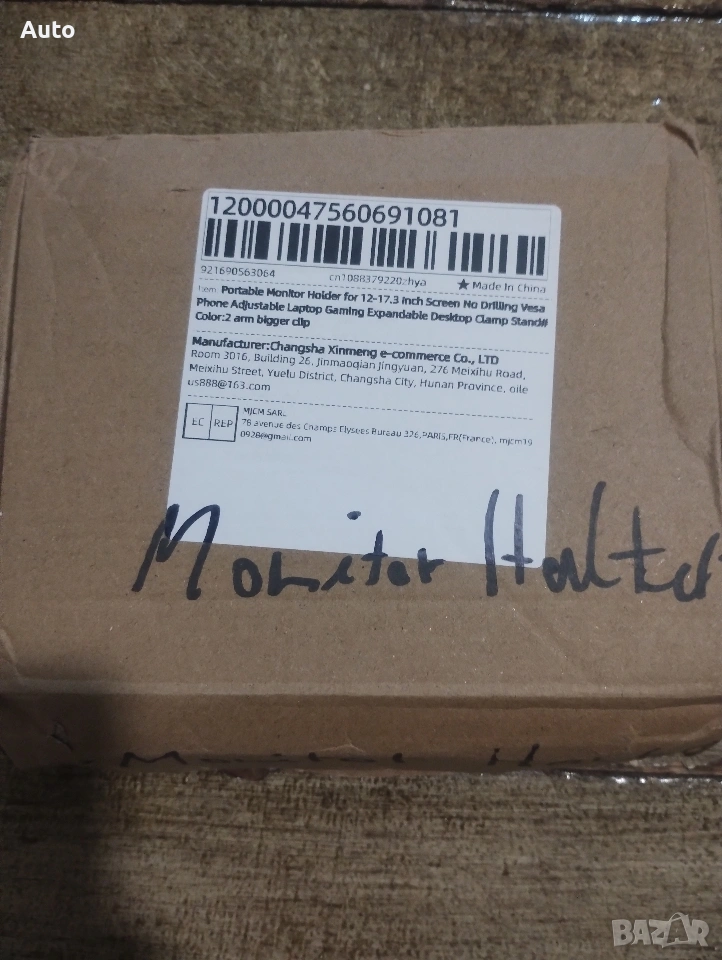 Auto
12000047560691081
921690563064
cn1088379220zhya
★ Made In China
Item: Portable Monitor Holder for 12-17.3 Inch Screen No Drilling Vesa
Phone Adjustable Laptop Gaming Expandable Desktop Clamp Stand#
Color:2 arm bigger clip
Manufacturer:Changsha Xinmeng e-commerce Co., LTD
Room 3016, Building 26, Jinmaoqian Jingyuan, 276 Meixihu Road,
Meixihu Street, Yuelu District, Changsha City, Hunan Province, oile
us888@163.com
EC REP
MJCM SARL
78 avenue des Champs Elysees Bureau 326,PARIS,FR(France), mjcm19
0928@gmail.com
Monitor Holter
BAZAR